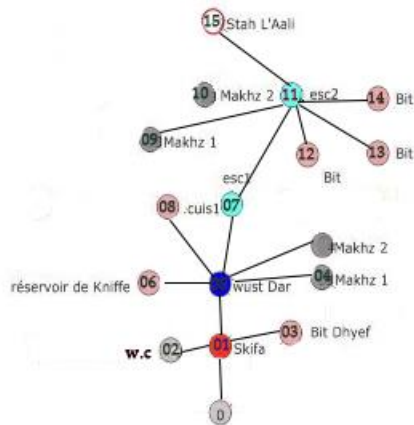 15 Stah L'Aali
10 Makhz 2
11 esc2
14 Bit
09 Makhz 1
12
13 Bit
Bit
esc1
08 .cuis1
07
Makhz 2
réservoir de Kniffe 06
wust Dar
04 Makhz 1
w.c 02
01 Skifa
03 Bit Dhyef
0